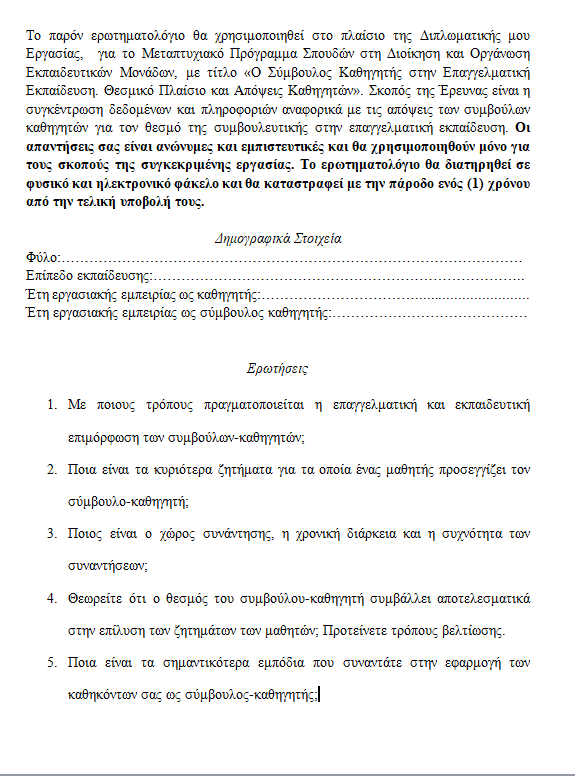 Το παρόν ερωτηματολόγιο θα χρησιμοποιηθεί στο πλαίσιο της Διπλωματικής μου
Εργασίας, για το Μεταπτυχιακό Πρόγραμμα Σπουδών στη Διοίκηση και Οργάνωση
Εκπαιδευτικών Μονάδων, με τίτλο «Ο Σύμβουλος Καθηγητής στην Επαγγελματική
Εκπαίδευση. Θεσμικό Πλαίσιο και Απόψεις Καθηγητών». Σκοπός της Έρευνας είναι η
συγκέντρωση δεδομένων και πληροφοριών αναφορικά με τις απόψεις των συμβούλων
καθηγητών για τον θεσμό της συμβουλευτικής στην επαγγελματική εκπαίδευση. Οι
απαντήσεις σας είναι ανώνυμες και εμπιστευτικές και θα χρησιμοποιηθούν μόνο για
τους σκοπούς της συγκεκριμένης εργασίας. Το ερωτηματολόγιο θα διατηρηθεί σε
φυσικό και ηλεκτρονικό φάκελο και θα καταστραφεί με την πάροδο ενός (1) χρόνου
από την τελική υποβολή τους.
Δημογραφικά Στοιχεία
Φύλο:……………………………………………………………………………………
Επίπεδο εκπαίδευσης:…………………………………………………………………..
Έτη εργασιακής εμπειρίας ως καθηγητής:……………………………................................
Έτη εργασιακής εμπειρίας ως σύμβουλος καθηγητής:……………………………………
Ερωτήσεις
1. Με ποιους τρόπους πραγματοποιείται η επαγγελματική και εκπαιδευτική
επιμόρφωση των συμβούλων-καθηγητών;
2. Ποια είναι τα κυριότερα ζητήματα για τα οποία ένας μαθητής προσεγγίζει τον
σύμβουλο-καθηγητή;
3. Ποιος είναι ο χώρος συνάντησης, η χρονική διάρκεια και η συχνότητα των
συναντήσεων;
4. Θεωρείτε ότι ο θεσμός του συμβούλου-καθηγητή συμβάλλει αποτελεσματικά
στην επίλυση των ζητημάτων των μαθητών; Προτείνετε τρόπους βελτίωσης.
5. Ποια είναι τα σημαντικότερα εμπόδια που συναντάτε στην εφαρμογή των
καθηκόντων σας ως σύμβουλος-καθηγητής;